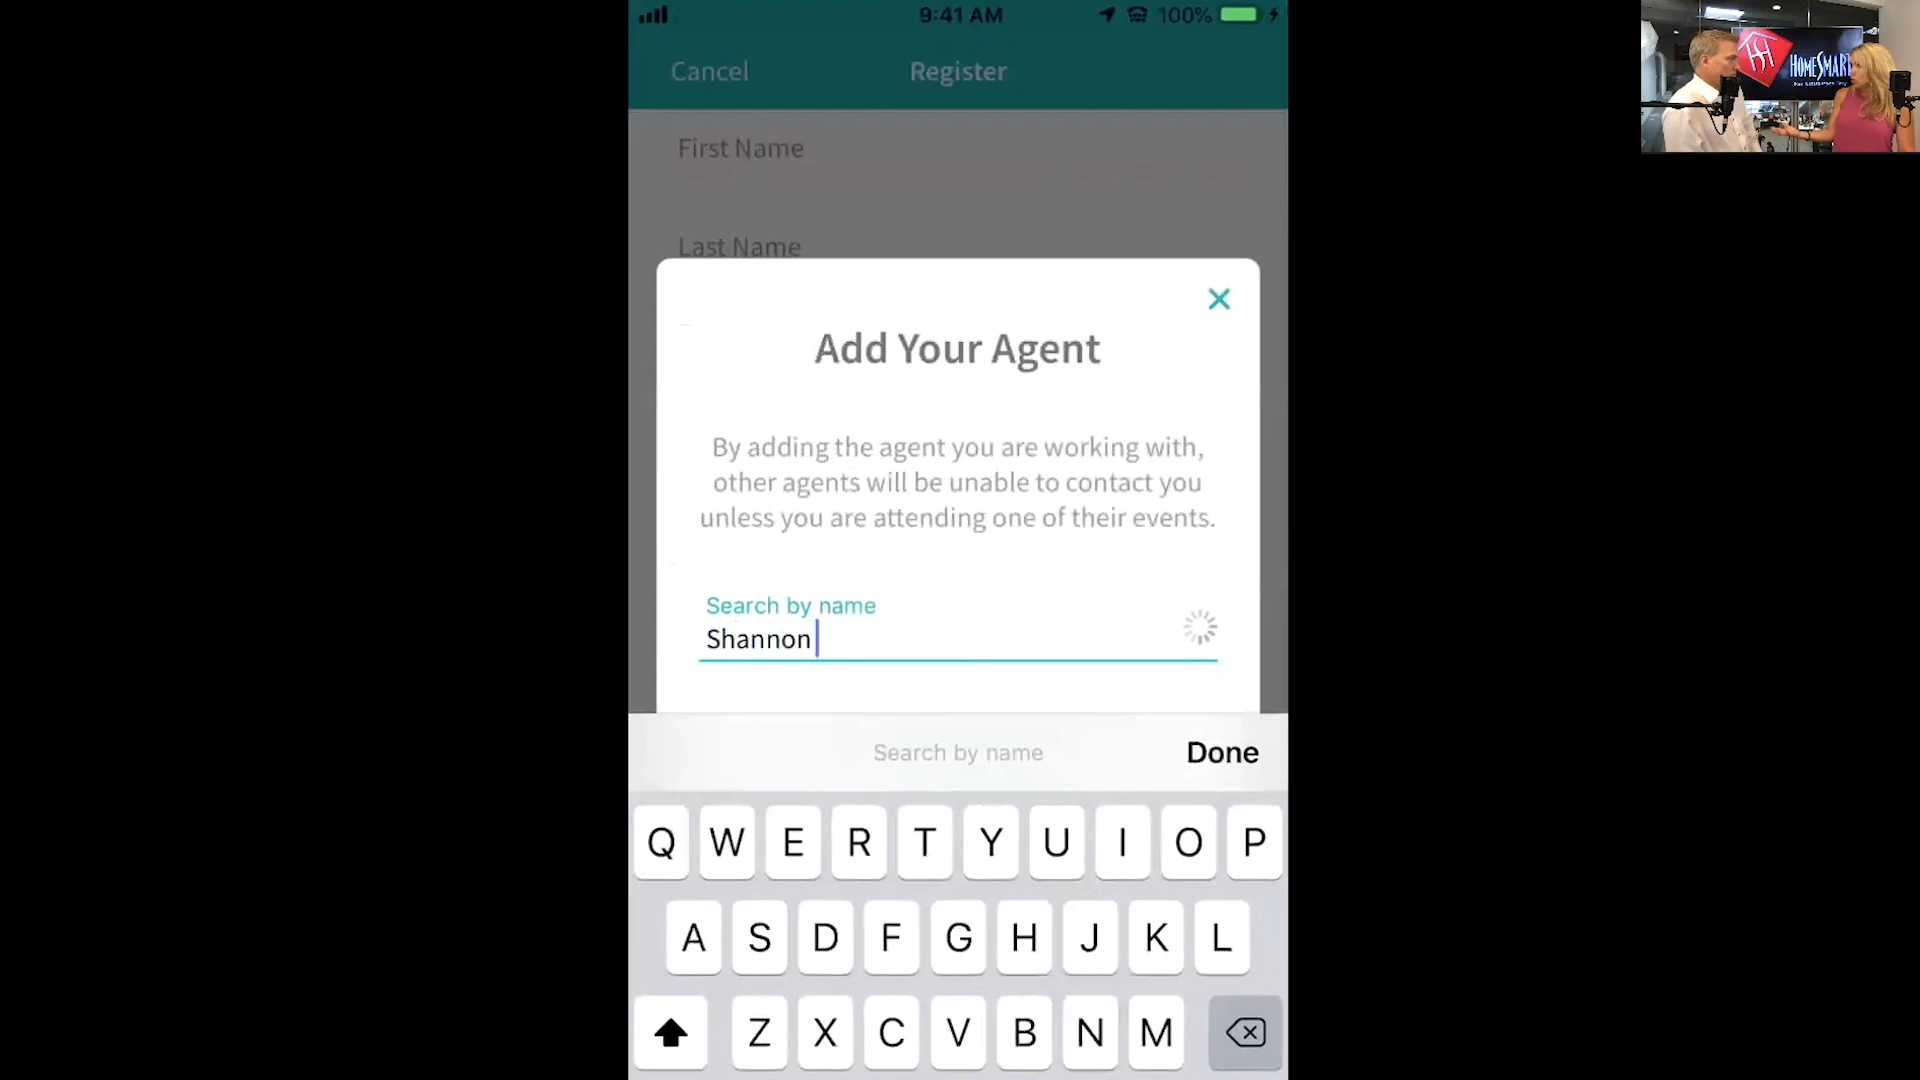 9:41 AM
100%
Cancel
Register
First Name
Last Name
Add Your Agent
By adding the agent you are working with,
other agents will be unable to contact you
unless you are attending one of their events.
Search by name
Shannon
Search by name
Done
Q W E R T Y U I O P
A S D F G H J K L
Z X C V B N M
HOMESMART